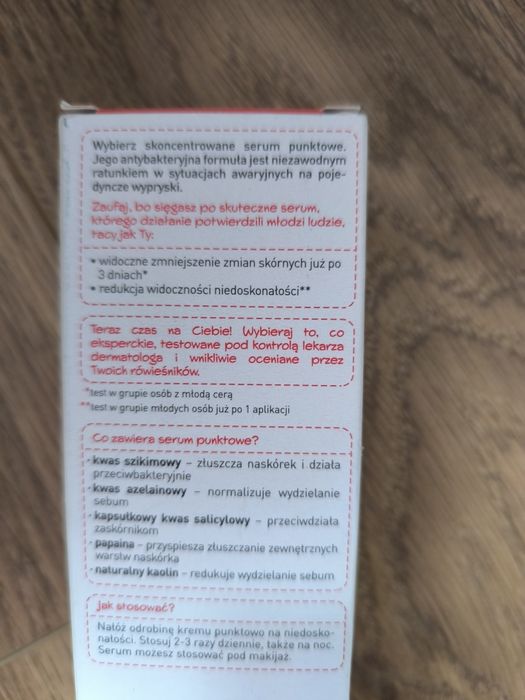 Wybierz skoncentrowane serum punktowe.
Jego antybakteryjna formuła jest niezawodnym
ratunkiem w sytuacjach awaryjnych na poje-
dyncze wypryski.
Zaufaj, bo sięgasz po skuteczne serum,
którego działanie potwierdzili młodzi ludzie,
tacy jak Ty:
• widoczne zmniejszenie zmian skórnych już po
3 dniach*
• redukcja widoczności niedoskonałości**
Teraz czas na Ciebie! Wybieraj to, co
eksperckie, testowane pod kontrolą lekarza
dermatologa i wnikliwie oceniane przez
Twoich rówieśników.
*test w grupie osób z młodą cerą
**test w grupie młodych osób już po 1 aplikacji
Co zawiera serum punktowe?
• kwas szikimowy – złuszcza naskórek i działa
przeciwbakteryjnie
• kwas azelainowy – normalizuje wydzielanie
sebum
• kapsułkowy kwas salicylowy – przeciwdziała
zaskórnikom
• papaina – przyspiesza złuszczanie zewnętrznych
warstw naskórka
• naturalny kaolin – redukuje wydzielanie sebum
Jak stosować?
Nałóż odrobinę kremu punktowo na niedosko-
nałości. Stosuj 2-3 razy dziennie, także na noc.
Serum możesz stosować pod makijaż.